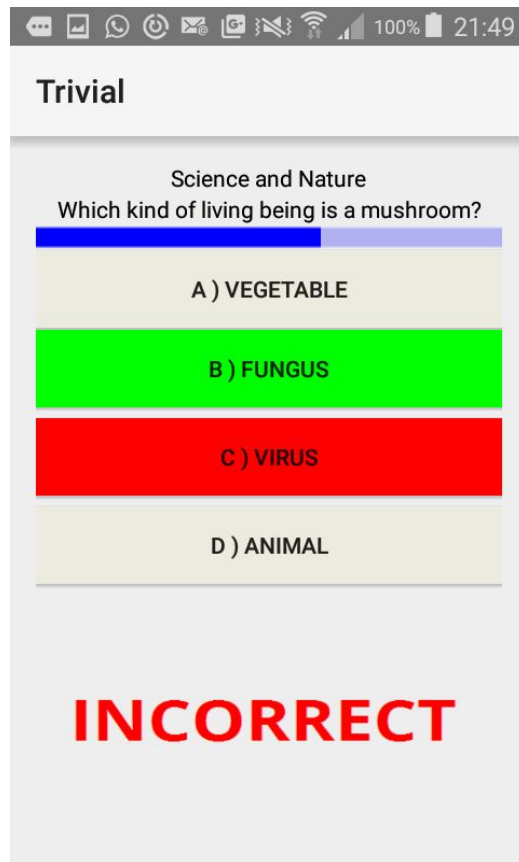 100% 21:49
Trivial
Science and Nature
Which kind of living being is a mushroom?
A ) VEGETABLE
B ) FUNGUS
C ) VIRUS
D ) ANIMAL
INCORRECT